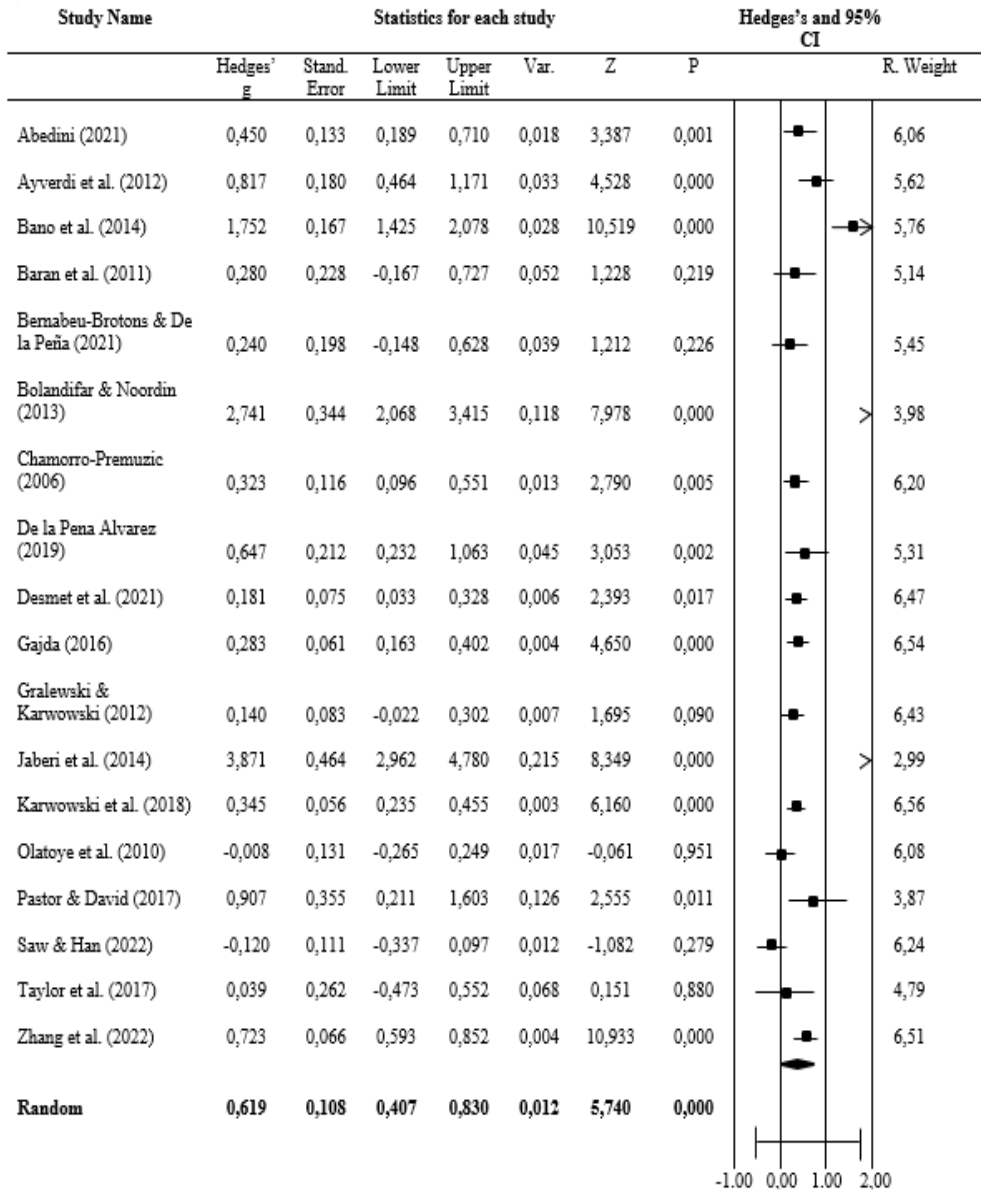 Study Name Statistics for each study Hedges's and 95%
CI
Hedges' Stand. Lower Upper Var. Z P R. Weight
g Error Limit Limit
Abedini (2021) 0,450 0,133 0,189 0,710 0,018 3,387 0,001 6,06
Ayverdi et al. (2012) 0,817 0,180 0,464 1,171 0,033 4,528 0,000 5,62
Bano et al. (2014) 1,752 0,167 1,425 2,078 0,028 10,519 0,000 5,76
Baran et al. (2011) 0,280 0,228 -0,167 0,727 0,052 1,228 0,219 5,14
Bernabeu-Brotons & De
la Peña (2021) 0,240 0,198 -0,148 0,628 0,039 1,212 0,226 5,45
Bolandifar & Noordin
(2013) 2,741 0,344 2,068 3,415 0,118 7,978 0,000 3,98
Chamorro-Premuzic
(2006) 0,323 0,116 0,096 0,551 0,013 2,790 0,005 6,20
De la Pena Alvarez
(2019) 0,647 0,212 0,232 1,063 0,045 3,053 0,002 5,31
Desmet et al. (2021) 0,181 0,075 0,033 0,328 0,006 2,393 0,017 6,47
Gajda (2016) 0,283 0,061 0,163 0,402 0,004 4,650 0,000 6,54
Gralewski &
Karwowski (2012) 0,140 0,083 -0,022 0,302 0,007 1,695 0,090 6,43
Jaberi et al. (2014) 3,871 0,464 2,962 4,780 0,215 8,349 0,000 2,99
Karwowski et al. (2018) 0,345 0,056 0,235 0,455 0,003 6,160 0,000 6,56
Olatoye et al. (2010) -0,008 0,131 -0,265 0,249 0,017 -0,061 0,951 6,08
Pastor & David (2017) 0,907 0,355 0,211 1,603 0,126 2,555 0,011 3,87
Saw & Han (2022) -0,120 0,111 -0,337 0,097 0,012 -1,082 0,279 6,24
Taylor et al. (2017) 0,039 0,262 -0,473 0,552 0,068 0,151 0,880 4,79
Zhang et al. (2022) 0,723 0,066 0,593 0,852 0,004 10,933 0,000 6,51
Random 0,619 0,108 0,407 0,830 0,012 5,740 0,000
-1.00 0,00 1.00 2,00